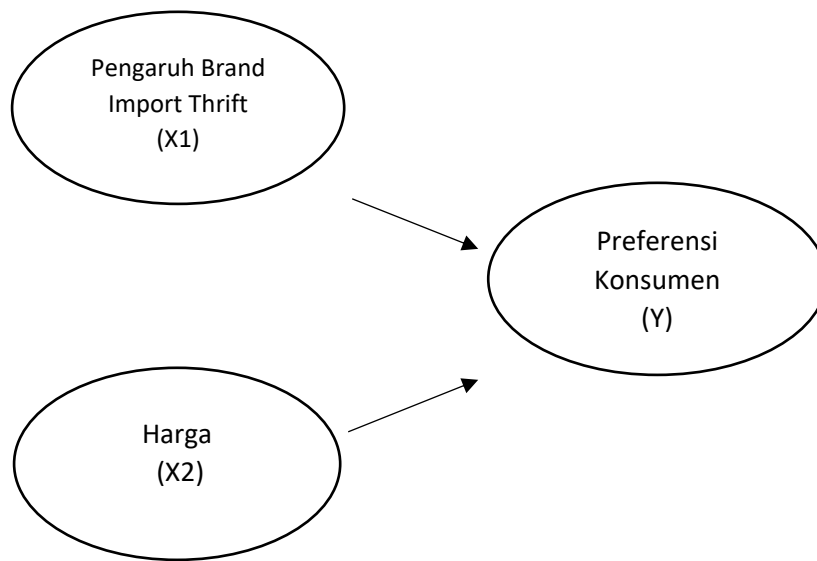 Pengaruh Brand
Import Thrift
(X1)
Preferensi
Konsumen
(Y)
Harga
(X2)